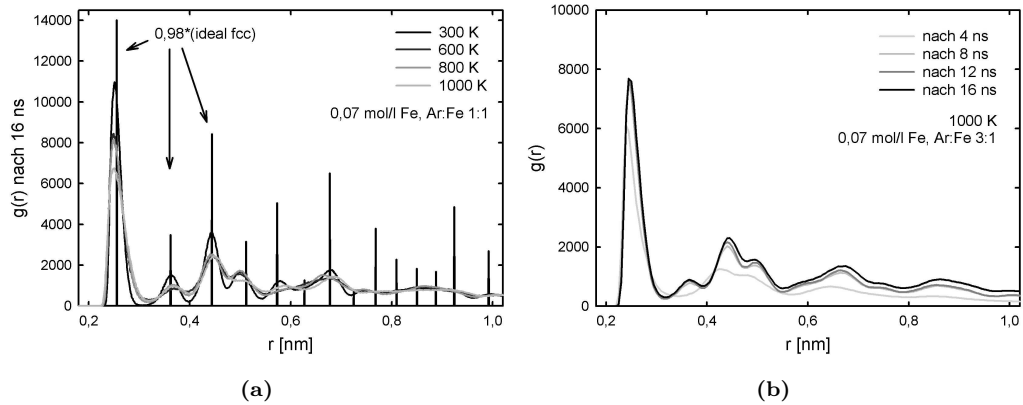 14000
12000
10000
8000
6000
4000
2000
0
g(r) nach 16 ns
0,98*(ideal fcc)
300 K
600 K
800 K
1000 K
0,07 mol/l Fe, Ar:Fe 1:1
0,2
0,4
0,6
0,8
1,0
r [nm]
(a)
10000
8000
6000
4000
2000
0
g(r)
nach 4 ns
nach 8 ns
nach 12 ns
nach 16 ns
1000 K
0,07 mol/l Fe, Ar:Fe 3:1
0,2
0,4
0,6
0,8
1,0
r [nm]
(b)